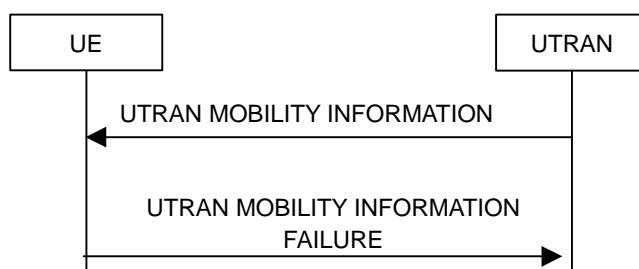 UE
UTRAN
UTRAN MOBILITY INFORMATION
UTRAN MOBILITY INFORMATION
FAILURE